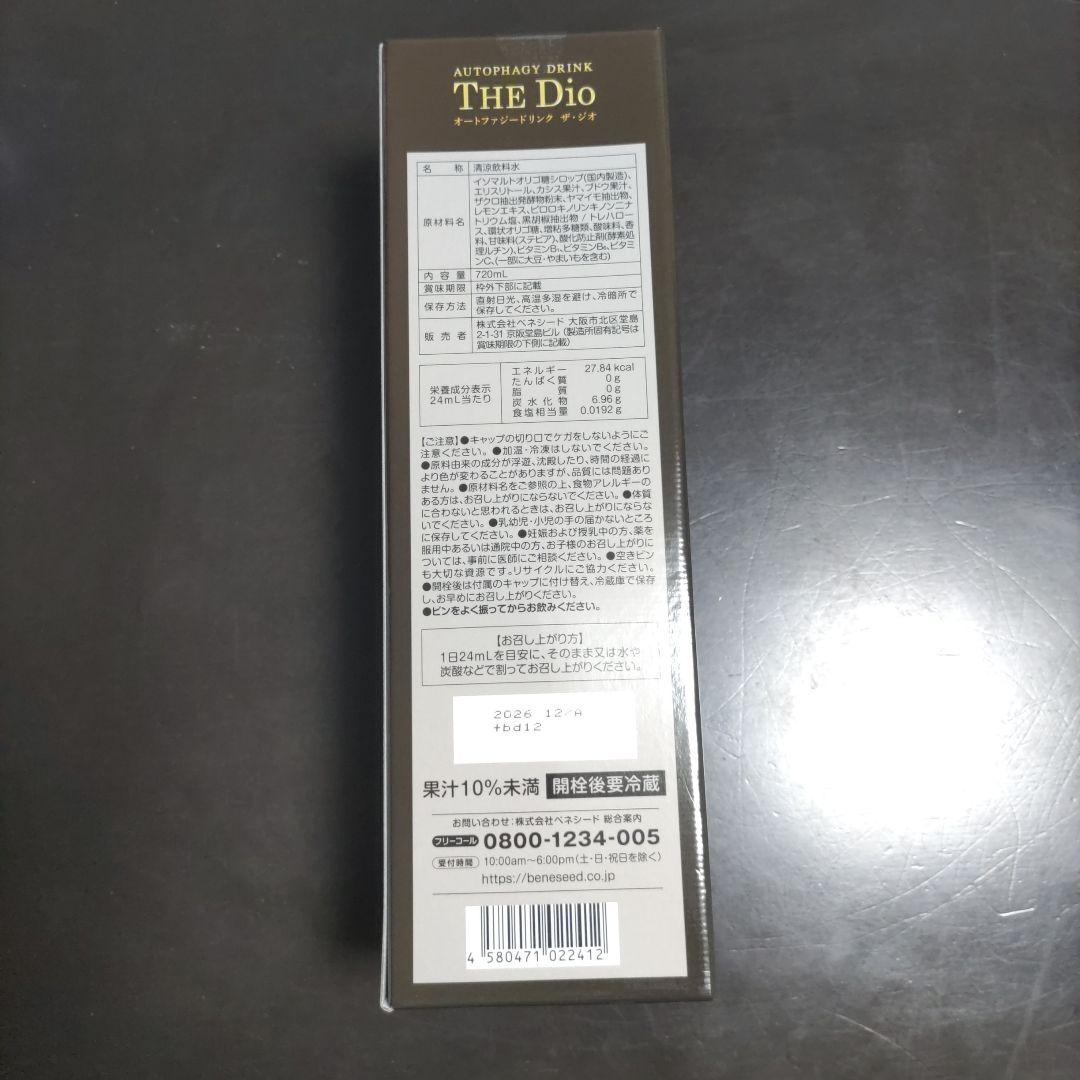 AUTOPHAGY DRINK
THE Dio
オートファジードリンク ザ・ジオ
名称 清涼飲料水
原材料名
イソマルトオリゴ糖シロップ(国内製造)、
エリスリトール、カシス果汁、ブドウ果汁、
ザクロ抽出発酵物粉末、ヤマイモ抽出物、
レモンエキス、ピロロキノリンキノンニナ
トリウム塩、黒胡椒抽出物 / トレハロー
ス、環状オリゴ糖、増粘多糖類、酸味料、香
料、甘味料(ステビア)、酸化防止剤(酵素処
理ルチン)、ビタミンB₁、ビタミンB₆、ビタミ
ンC、(一部に大豆・やまいもを含む)
内容量 720mL
賞味期限 枠外下部に記載
保存方法
直射日光、高温多湿を避け、冷暗所で
保存してください。
販売者
株式会社ベネシード 大阪市北区堂島
2-1-31 京阪堂島ビル (製造所固有記号は
賞味期限の下側に記載)
栄養成分表示
24mL当たり
エネルギー 27.84 kcal
たんぱく質 0 g
脂質 0 g
炭水化物 6.96 g
食塩相当量 0.0192 g
【ご注意】●キャップの切り口でケガをしないようにご
注意ください。●加温・冷凍はしないでください。
●原料由来の成分が浮遊、沈殿したり、時間の経過に
より色が変わることがありますが、品質には問題あり
ません。●原材料名をご参照の上、食物アレルギーの
ある方は、お召し上がりにならないでください。●体質
に合わないと思われるときは、お召し上がりにならな
いでください。●乳幼児・小児の手の届かないところ
に保存してください。●妊娠および授乳中の方、薬を
服用中あるいは通院中の方、お子様のお召し上がりに
ついては、事前に医師にご相談ください。●空きビン
も大切な資源です。リサイクルにご協力ください。
●開栓後は付属のキャップに付け替え、冷蔵庫で保存
し、お早めにお召し上がりください。
●ビンをよく振ってからお飲みください。
【お召し上がり方】
1日24mLを目安に、そのまま又は水や
炭酸などで割ってお召し上がりください。
2026 12/A
+bd12
果汁10%未満 開栓後要冷蔵
お問い合わせ:株式会社ベネシード 総合案内
フリーコール 0800-1234-005
受付時間 10:00am～6:00pm(土・日・祝日を除く)
https://beneseed.co.jp
4 580471 022412